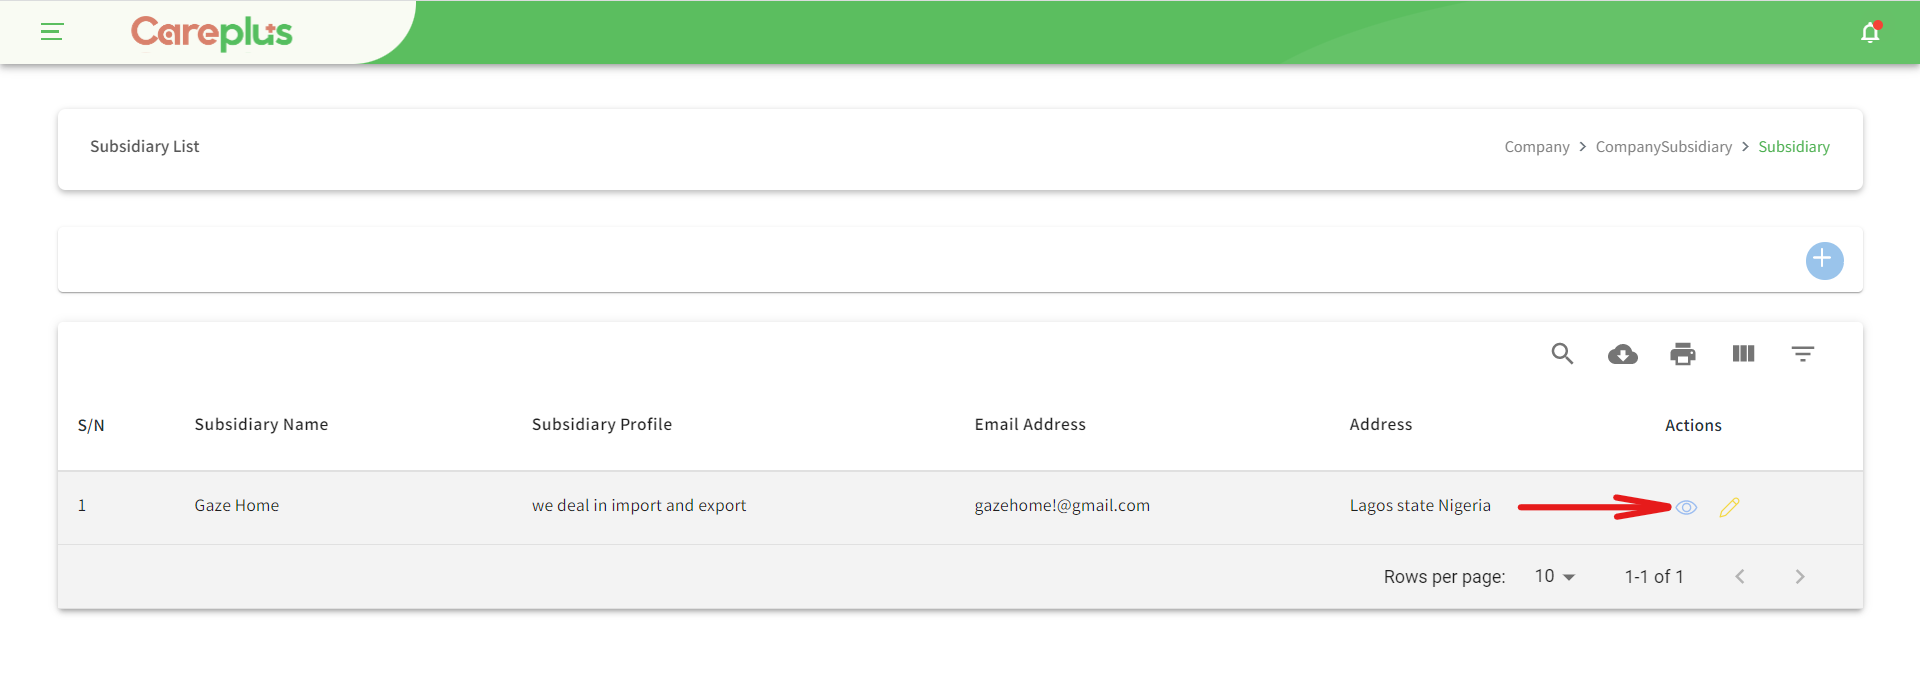 Careplus
Subsidiary List
Company > CompanySubsidiary > Subsidiary
S/N Subsidiary Name Subsidiary Profile Email Address Address Actions
1 Gaze Home we deal in import and export gazehome!@gmail.com Lagos state Nigeria
Rows per page: 10 1-1 of 1